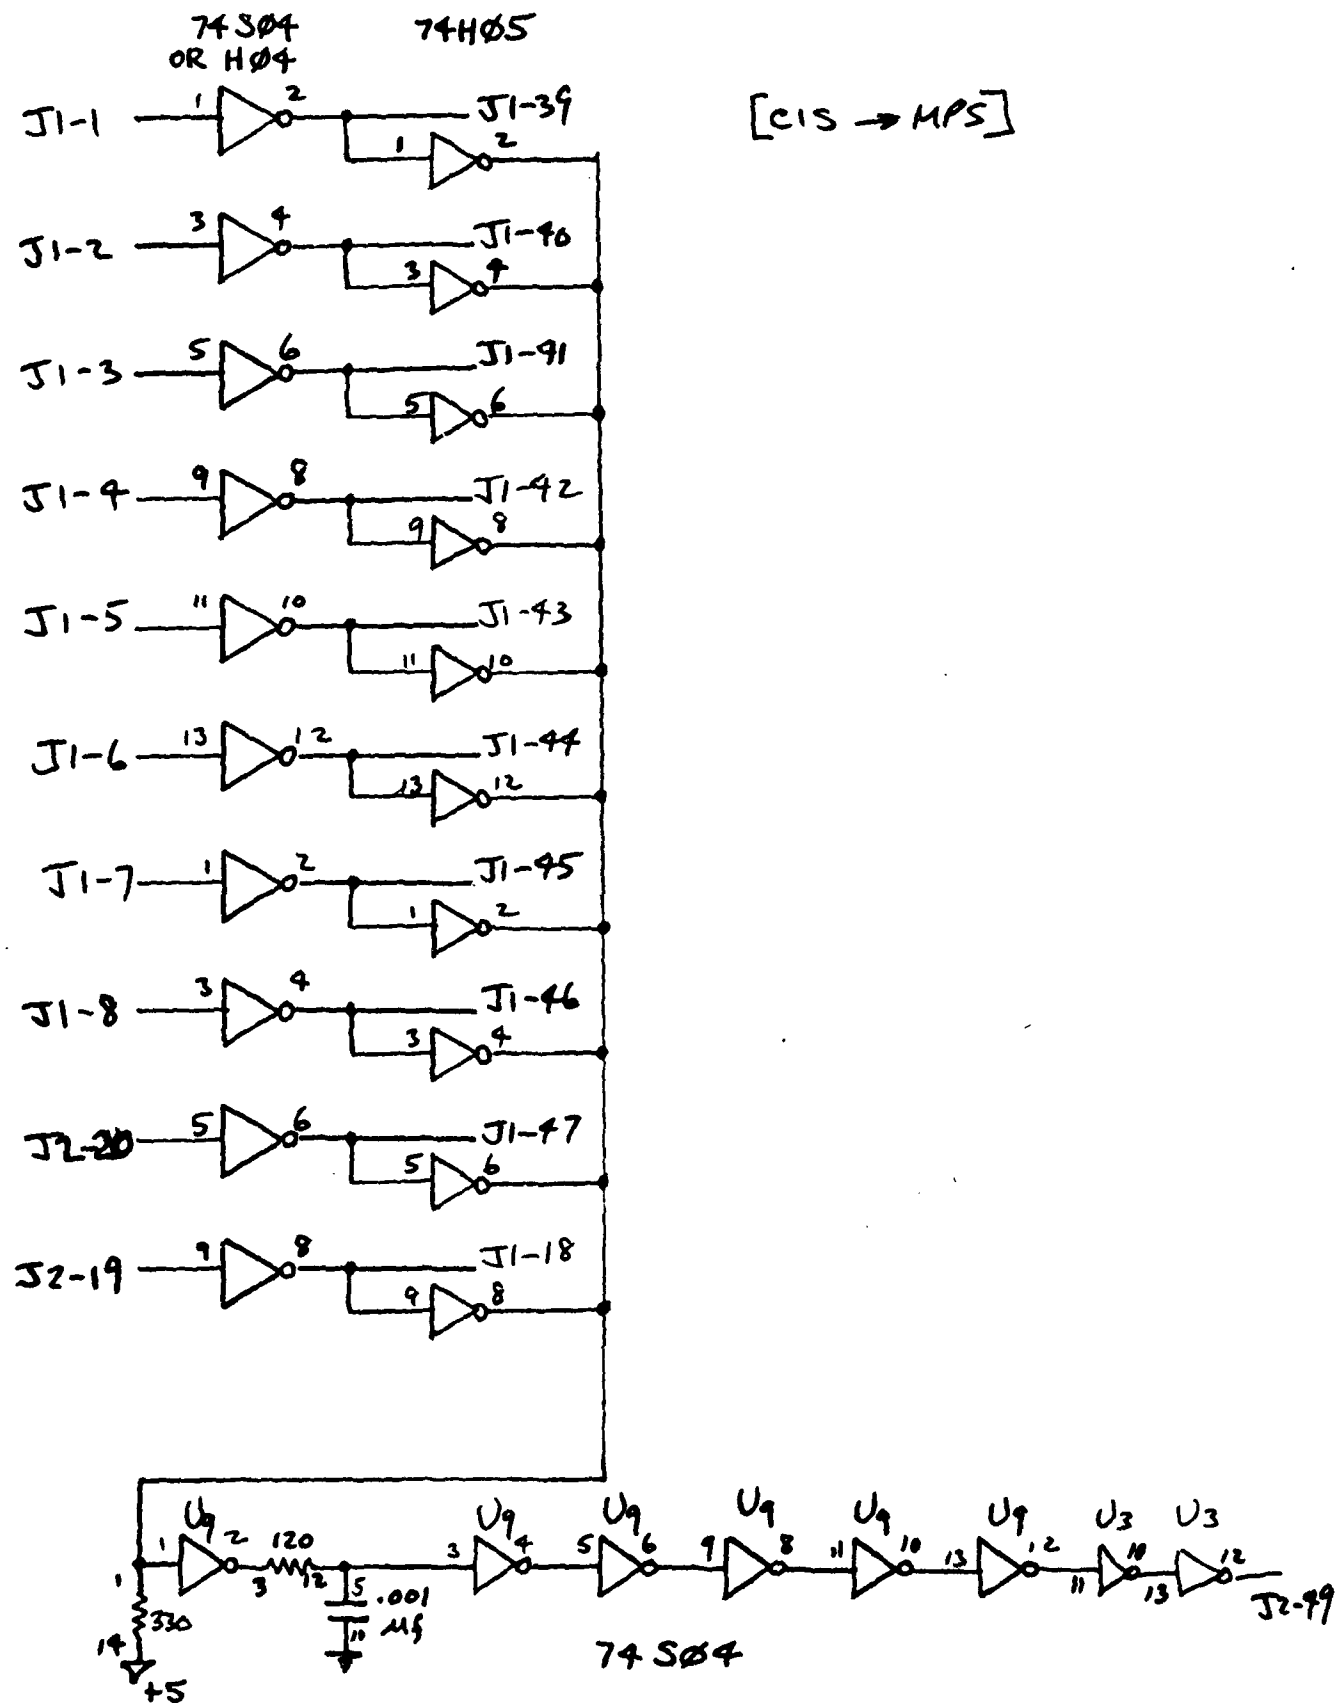 74SØ4 74HØ5
OR HØ4
[CIS → MPS]
J1-1 1 2 J1-39
1 2
J1-2 3 4 J1-40
3 4
J1-3 5 6 J1-41
5 6
J1-4 9 8 J1-42
9 8
J1-5 11 10 J1-43
11 10
J1-6 13 12 J1-44
13 12
J1-7 1 2 J1-45
1 2
J1-8 3 4 J1-46
3 4
J2-20 5 6 J1-47
5 6
J2-19 9 8 J1-18
9 8
U9 U9 U9 U9 U9 U9 U3 U3
1 2 120 3 4 5 6 9 8 11 10 13 12 11 10 13 12
3 12 J2-49
1 330 14 +5
5 .001 µf 10
74SØ4